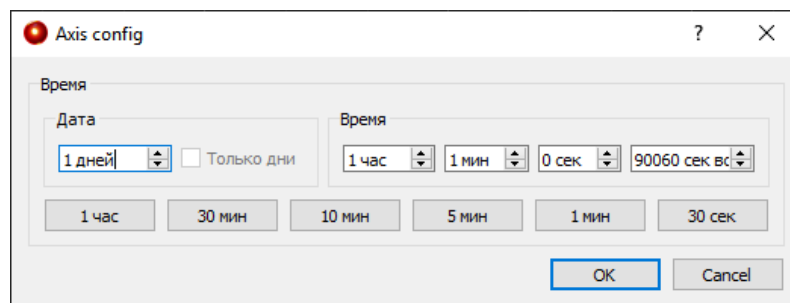 Axis config
Время
Дата
Время
1 дней Только дни 1 час 1 мин 0 сек 90060 сек
1 час 30 мин 10 мин 5 мин 1 мин 30 сек
OK Cancel